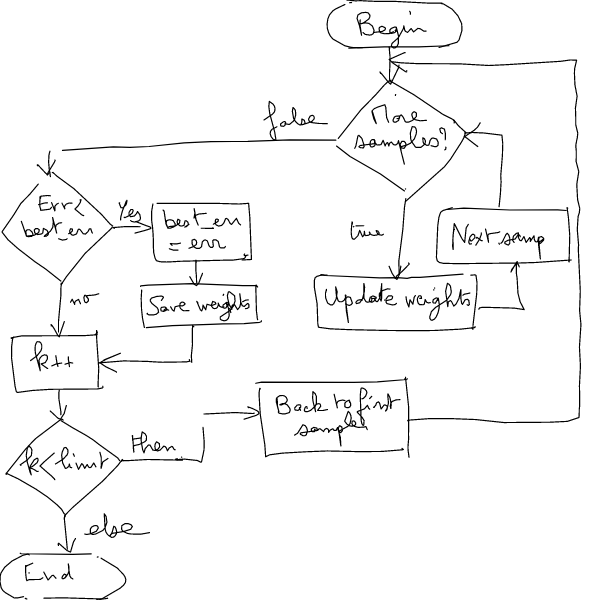 Begin
More
samples?
false
true
Next samp
Update weights
Err<
best_err
Yes
best_err
= err
Save weights
no
k++
Back to first
sample
k<limit
then
else
End